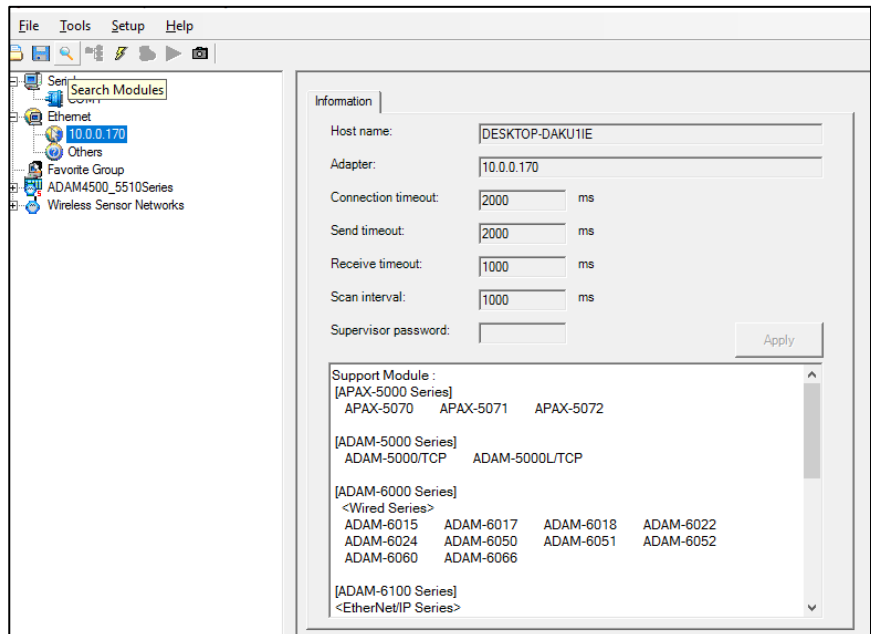 File Tools Setup Help
Serial
Search Modules
COM1
Ethernet
10.0.0.170
Others
Favorite Group
ADAM4500_5510Series
Wireless Sensor Networks
Information
Host name: DESKTOP-DAKU1IE
Adapter: 10.0.0.170
Connection timeout: 2000 ms
Send timeout: 2000 ms
Receive timeout: 1000 ms
Scan interval: 1000 ms
Supervisor password:
Apply
Support Module :
[APAX-5000 Series]
APAX-5070 APAX-5071 APAX-5072
[ADAM-5000 Series]
ADAM-5000/TCP ADAM-5000L/TCP
[ADAM-6000 Series]
<Wired Series>
ADAM-6015 ADAM-6017 ADAM-6018 ADAM-6022
ADAM-6024 ADAM-6050 ADAM-6051 ADAM-6052
ADAM-6060 ADAM-6066
[ADAM-6100 Series]
<EtherNet/IP Series>